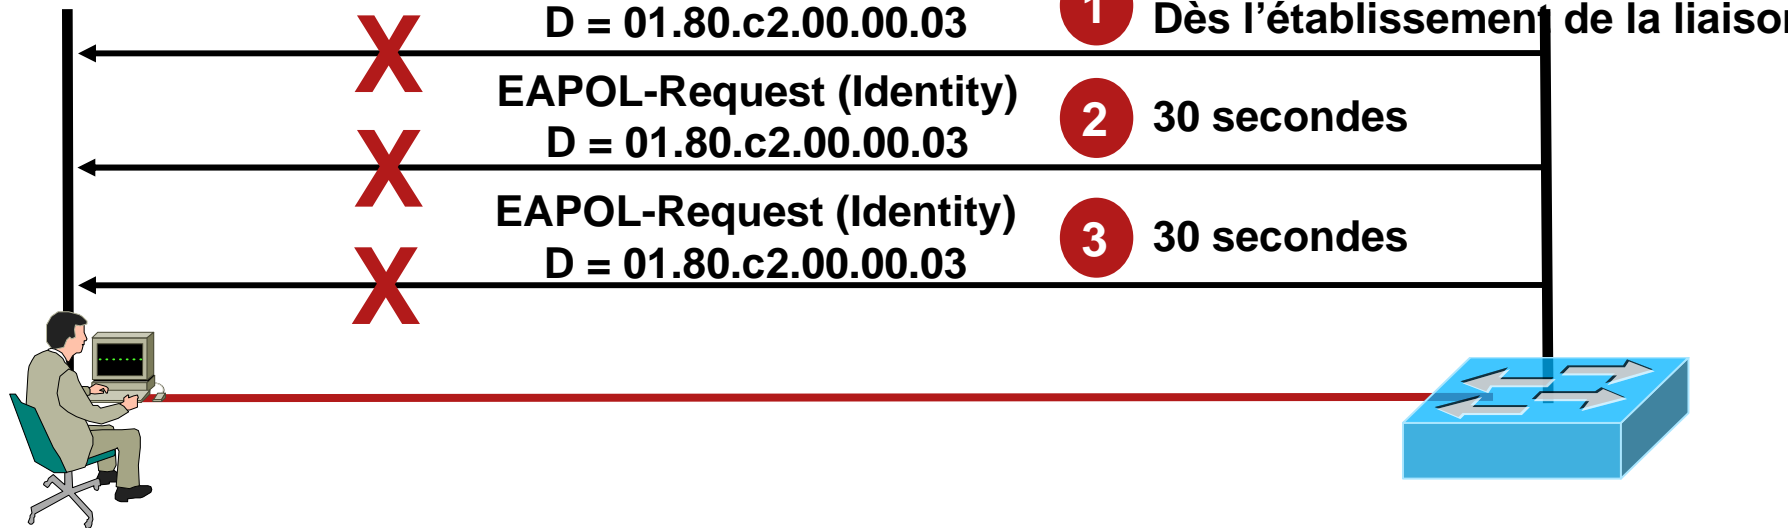 D = 01.80.c2.00.00.03
1 Dès l’établissement de la liaison
X
EAPOL-Request (Identity)
D = 01.80.c2.00.00.03
2 30 secondes
X
EAPOL-Request (Identity)
D = 01.80.c2.00.00.03
3 30 secondes
X